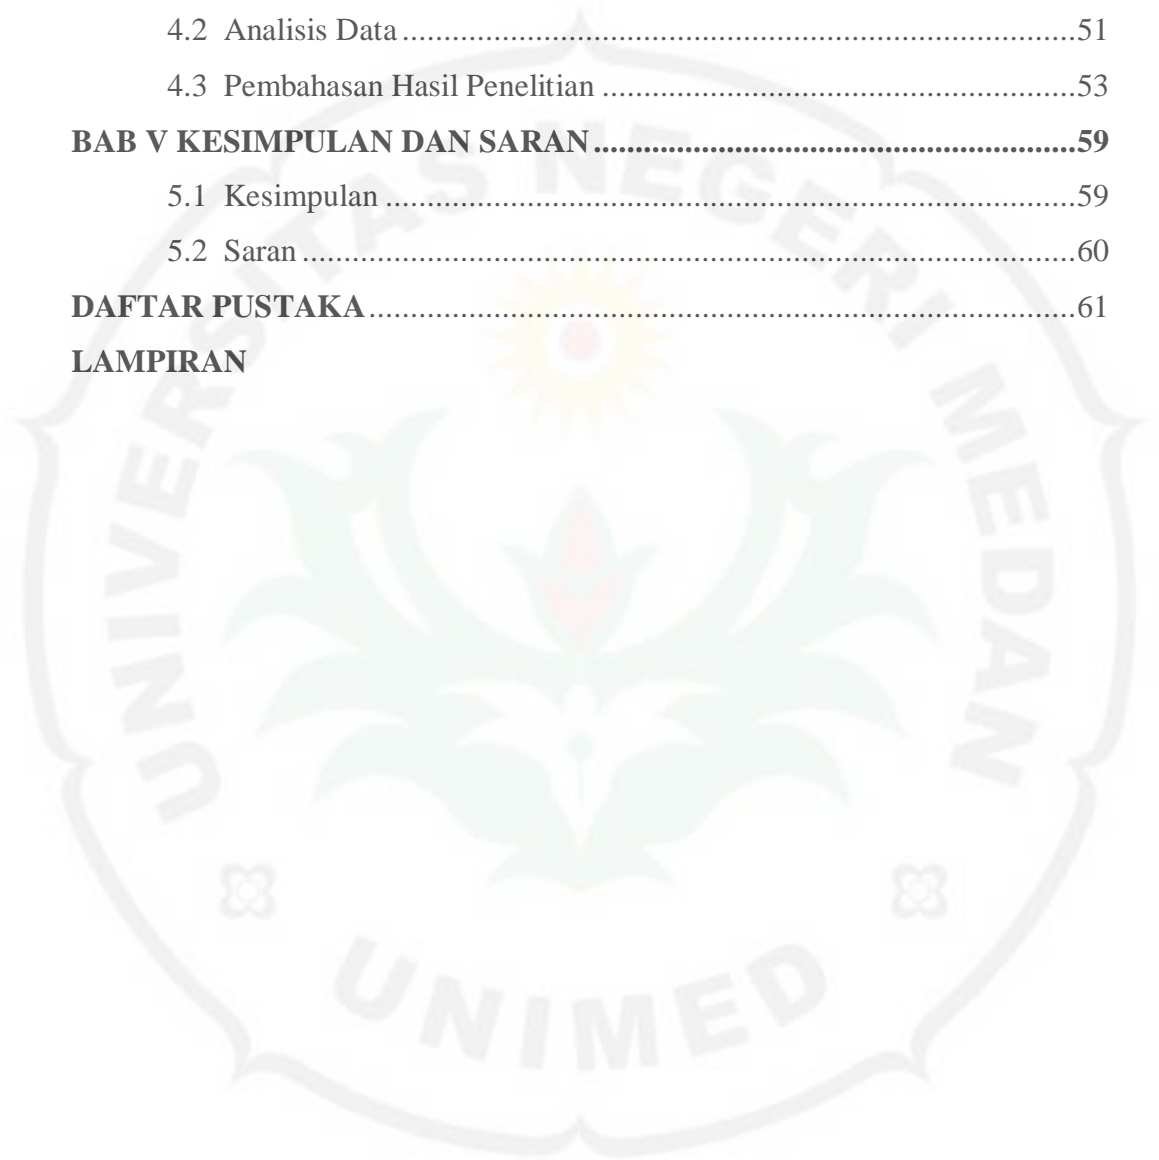 4.2 Analisis Data ....................................................................................51
4.3 Pembahasan Hasil Penelitian ...........................................................53
BAB V KESIMPULAN DAN SARAN ............................................................59
5.1 Kesimpulan ......................................................................................59
5.2 Saran ................................................................................................60
DAFTAR PUSTAKA ........................................................................................61
LAMPIRAN
UNIVERSITAS NEGERI MEDAN
UNIMED